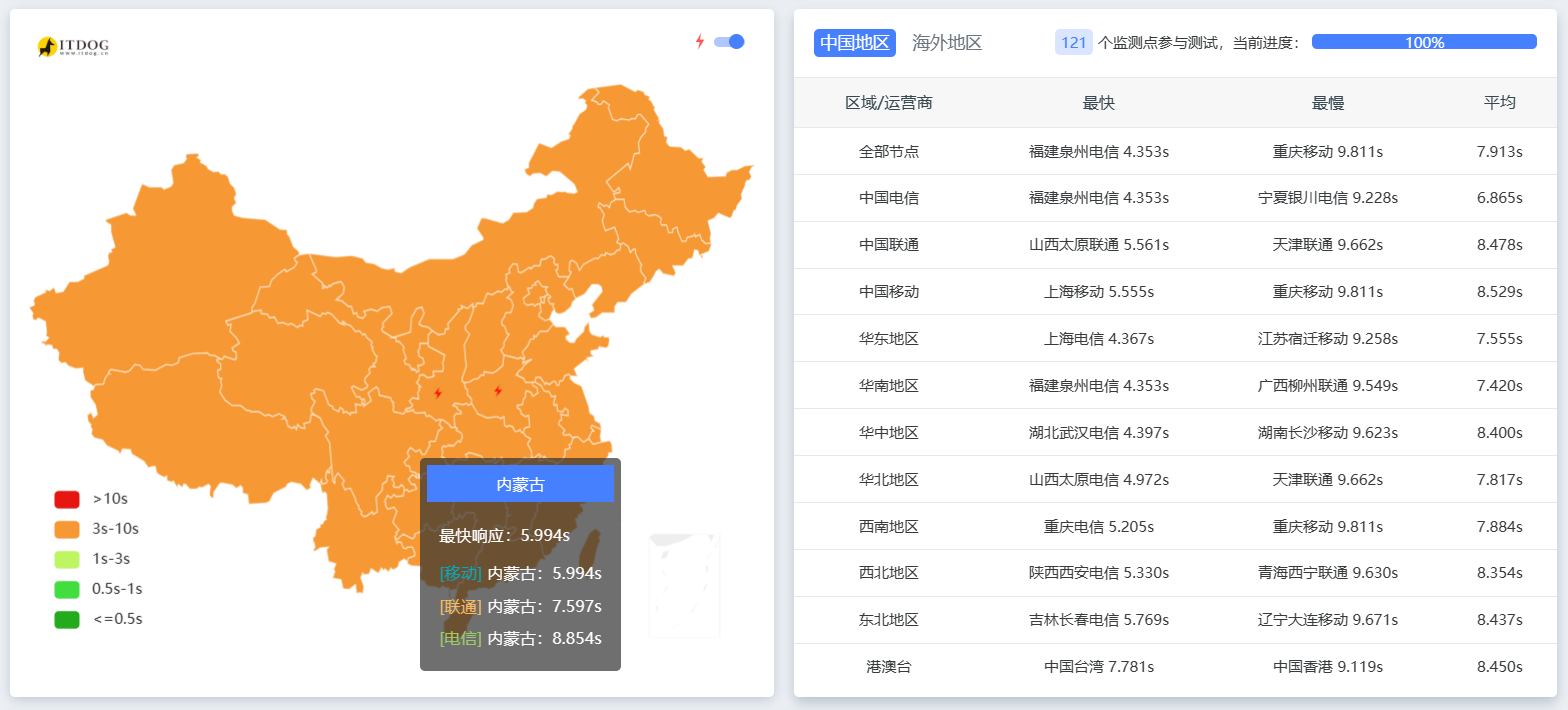 ITDOG
www.itdog.cn
>10s
3s-10s
1s-3s
0.5s-1s
<=0.5s
内蒙古
最快响应：5.994s
[移动] 内蒙古：5.994s
[联通] 内蒙古：7.597s
[电信] 内蒙古：8.854s
中国地区 海外地区 121 个监测点参与测试，当前进度： 100%
区域/运营商 最快 最慢 平均
全部节点 福建泉州电信 4.353s 重庆移动 9.811s 7.913s
中国电信 福建泉州电信 4.353s 宁夏银川电信 9.228s 6.865s
中国联通 山西太原联通 5.561s 天津联通 9.662s 8.478s
中国移动 上海移动 5.555s 重庆移动 9.811s 8.529s
华东地区 上海电信 4.367s 江苏宿迁移动 9.258s 7.555s
华南地区 福建泉州电信 4.353s 广西柳州联通 9.549s 7.420s
华中地区 湖北武汉电信 4.397s 湖南长沙移动 9.623s 8.400s
华北地区 山西太原电信 4.972s 天津联通 9.662s 7.817s
西南地区 重庆电信 5.205s 重庆移动 9.811s 7.884s
西北地区 陕西西安电信 5.330s 青海西宁联通 9.630s 8.354s
东北地区 吉林长春电信 5.769s 辽宁大连移动 9.671s 8.437s
港澳台 中国台湾 7.781s 中国香港 9.119s 8.450s